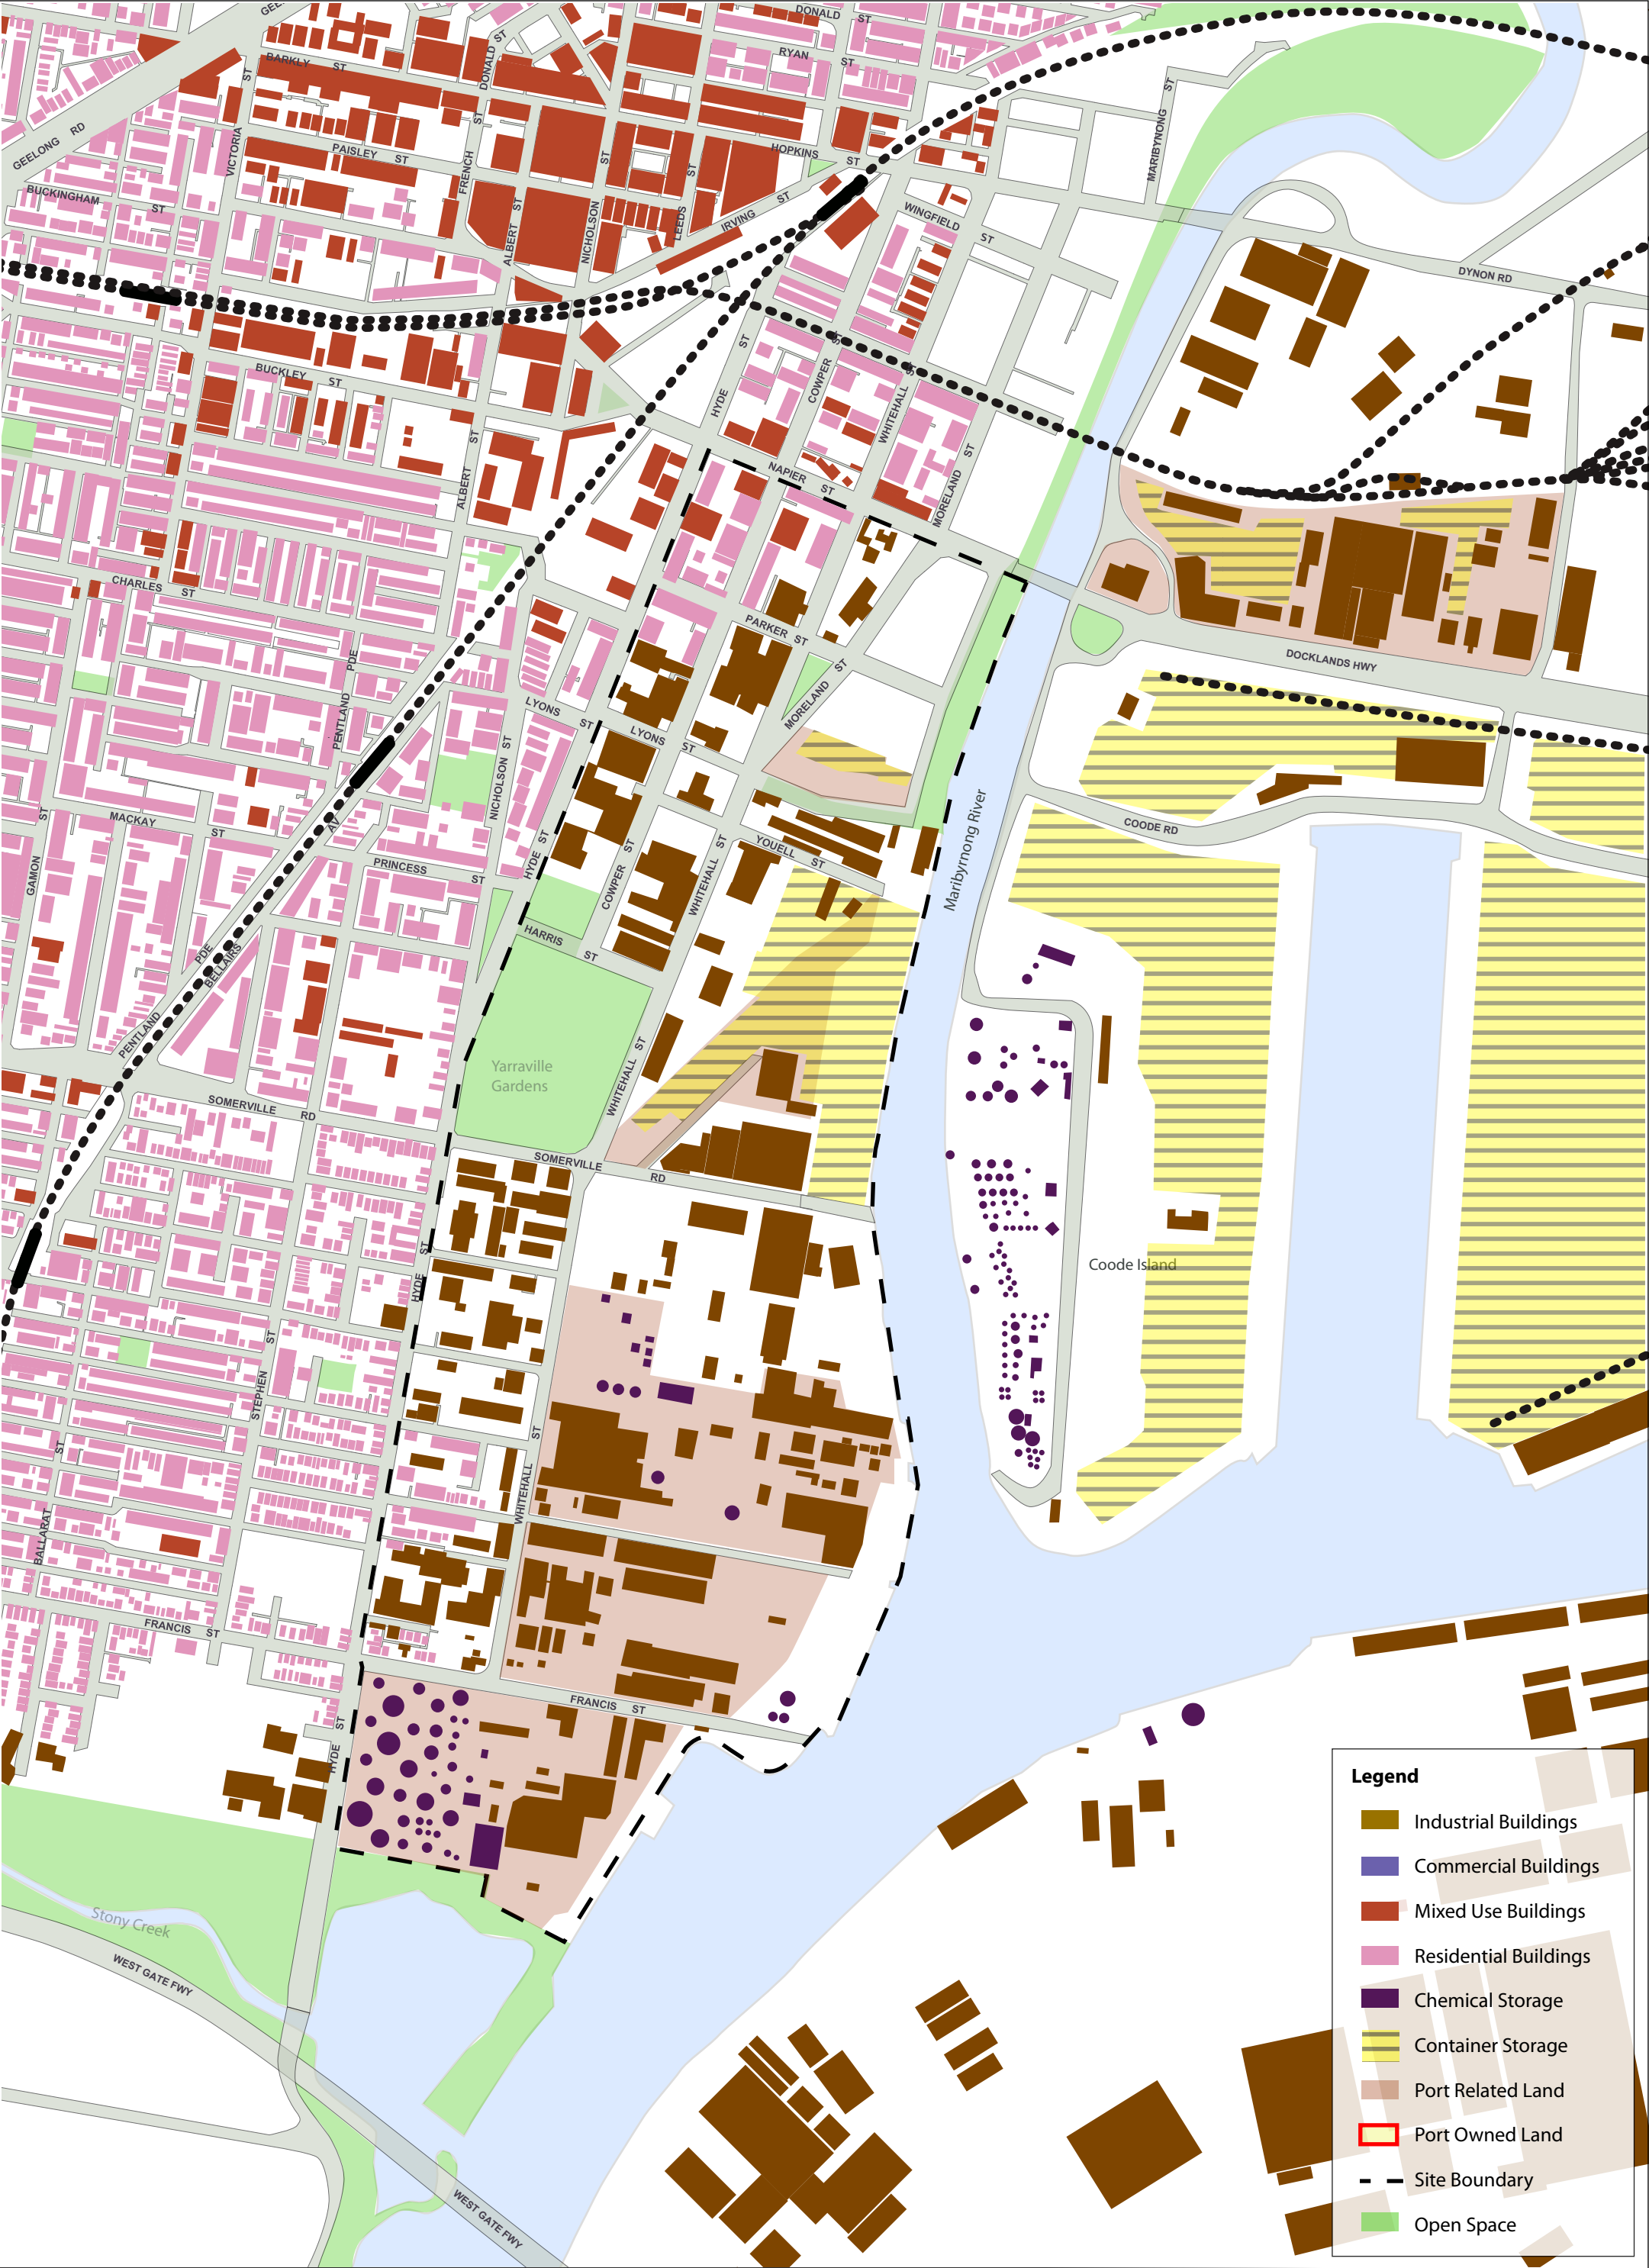 GEE
DONALD ST
RYAN ST
BARKLY ST
DONALD ST
GEELONG RD
VICTORIA ST
PAISLEY ST
FRENCH ST
HOPKINS ST
MARIBYNONG ST
BUCKINGHAM ST
ALBERT ST
NICHOLSON ST
LEEDS ST
IRVING ST
WINGFIELD ST
DYNON RD
BUCKLEY ST
HYDE ST
COWPER ST
WHITEHALL ST
ALBERT ST
NAPIER ST
MORELAND ST
CHARLES ST
PARKER ST
DOCKLANDS HWY
PENTLAND PDE
LYONS ST
LYONS ST
MORELAND ST
NICHOLSON ST
Maribyrnong River
COODE RD
MACKAY ST
AV
PRINCESS ST
HYDE ST
COWPER ST
WHITEHALL ST
YOUELL ST
GAMON ST
HARRIS ST
PENTLAND PDE
BELLAIRS
Yarraville
Gardens
WHITEHALL ST
SOMERVILLE RD
SOMERVILLE RD
HYDE ST
Coode Island
STEPHEN ST
BALLARAT ST
WHITEHALL ST
FRANCIS ST
FRANCIS ST
HYDE ST
Stony Creek
WEST GATE FWY
WEST GATE FWY
Legend
Industrial Buildings
Commercial Buildings
Mixed Use Buildings
Residential Buildings
Chemical Storage
Container Storage
Port Related Land
Port Owned Land
Site Boundary
Open Space